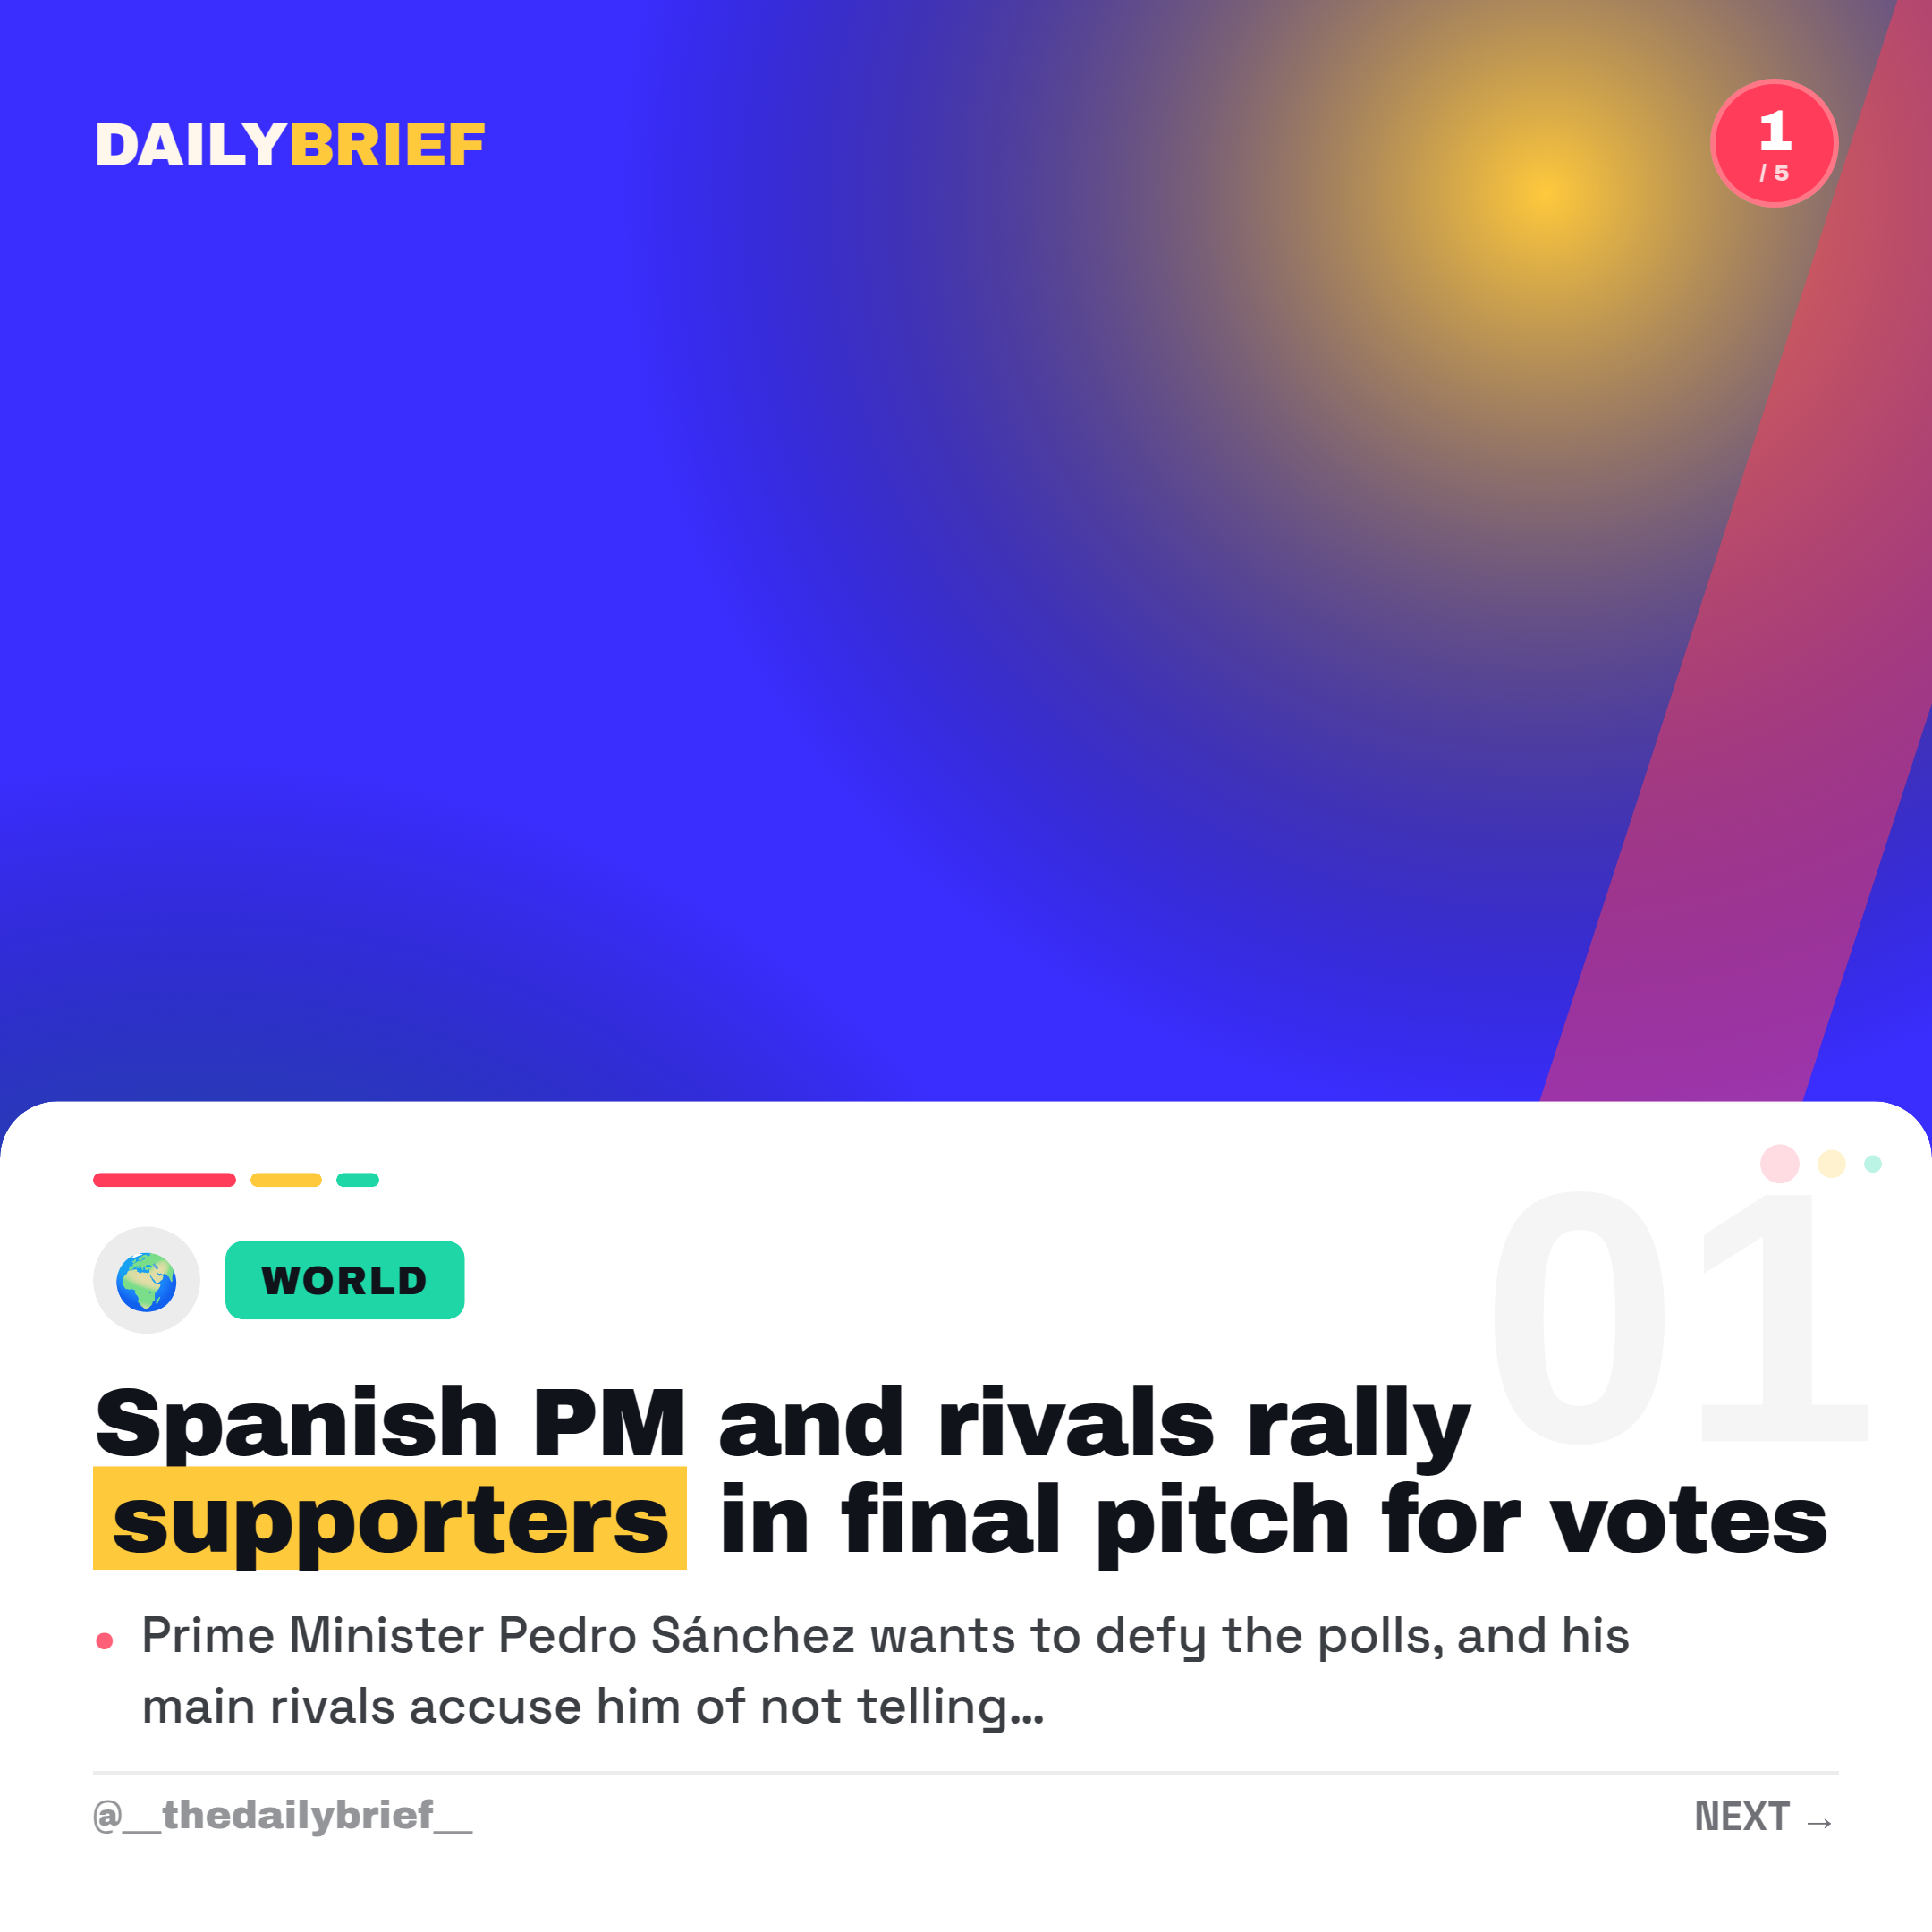 DAILYBRIEF
1
/ 5
01
WORLD
Spanish PM and rivals rally
supporters in final pitch for votes
• Prime Minister Pedro Sánchez wants to defy the polls, and his
main rivals accuse him of not telling...
@__thedailybrief__
NEXT →